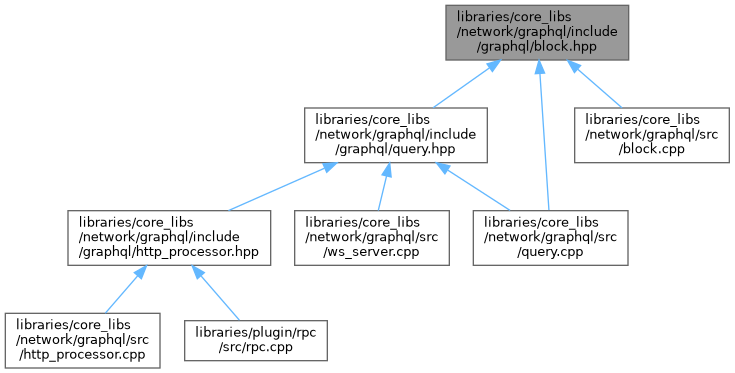 libraries/core_libs
/network/graphql/include
/graphql/block.hpp
libraries/core_libs
/network/graphql/include
/graphql/query.hpp
libraries/core_libs
/network/graphql/src
/block.cpp
libraries/core_libs
/network/graphql/include
/graphql/http_processor.hpp
libraries/core_libs
/network/graphql/src
/ws_server.cpp
libraries/core_libs
/network/graphql/src
/query.cpp
libraries/core_libs
/network/graphql/src
/http_processor.cpp
libraries/plugin/rpc
/src/rpc.cpp